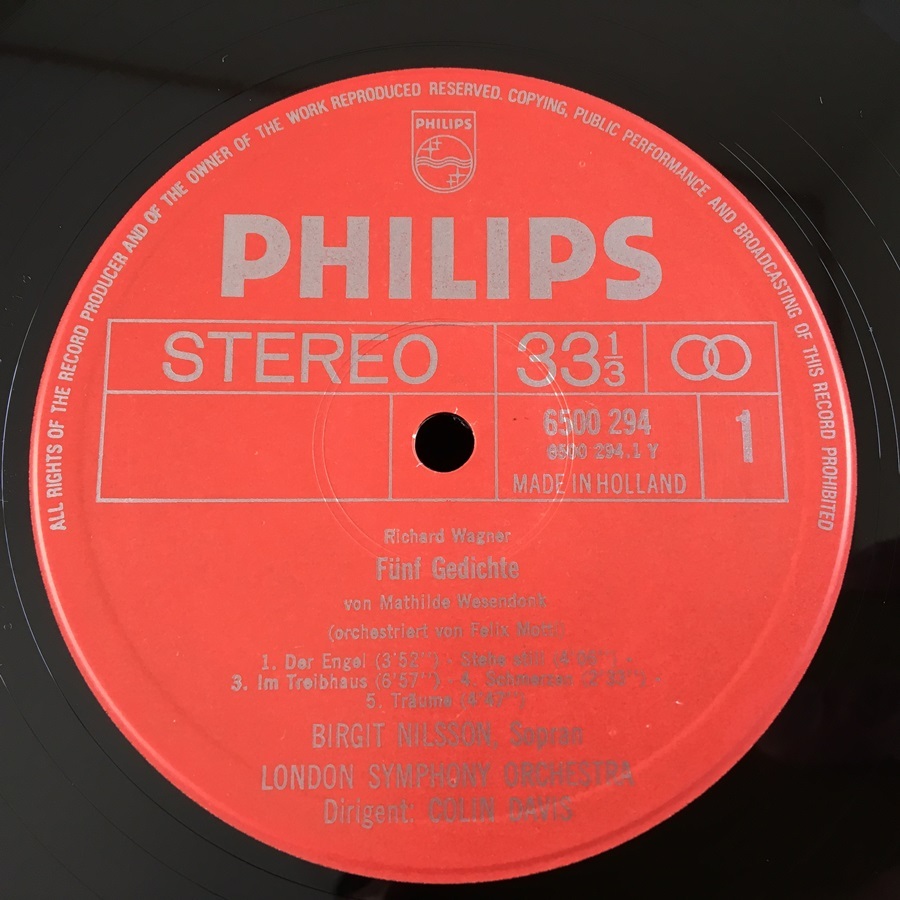 ALL RIGHTS OF THE RECORD PRODUCER AND OF THE OWNER OF THE WORK REPRODUCED RESERVED. COPYING, PUBLIC PERFORMANCE AND BROADCASTING OF THIS RECORD PROHIBITED
PHILIPS
PHILIPS
STEREO 33 1/3
6500 294 1
6500 294.1 Y
MADE IN HOLLAND
Richard Wagner
Fünf Gedichte
von Mathilde Wesendonk
(orchestriert von Felix Mottl)
1. Der Engel (3'52'') - Stehe still -
3. Im Treibhaus (6'57'') - 4. Schmerzen -
5. Träume
BIRGIT NILSSON, Sopran
LONDON SYMPHONY ORCHESTRA
Dirigent: COLIN DAVIS